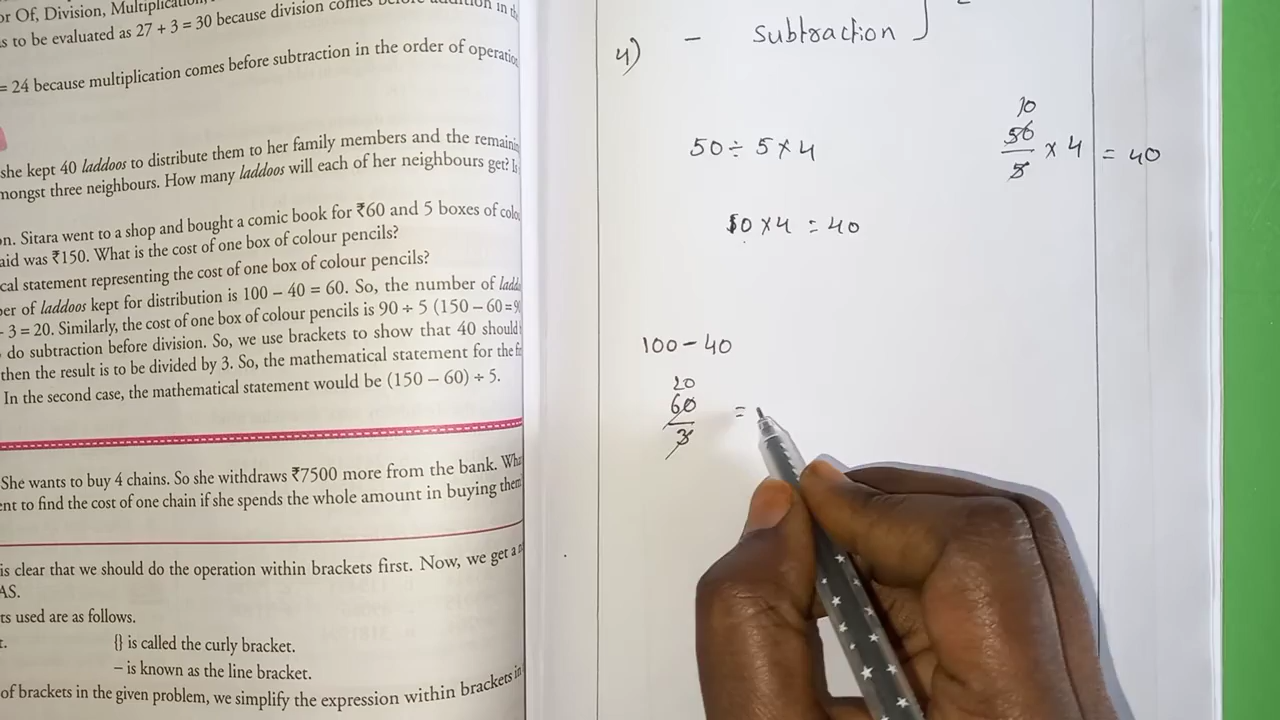 or Of, Division,
s to be evaluated as 27 + 3 = 30 because division comes before addition in
= 24 because multiplication comes before subtraction in the order of
she kept 40 laddoos to distribute them to her family members and the
mongst three neighbours. How many laddoos will each of her neighbours get?
n. Sitara went to a shop and bought a comic book for ₹60 and 5 boxes of
aid was ₹150. What is the cost of one box of colour pencils?
cal statement representing the cost of one box of colour pencils?
ber of laddoos kept for distribution is 100 – 40 = 60. So, the number of
3 = 20. Similarly, the cost of one box of colour pencils is 90 ÷ 5 (150 – 60 =
do subtraction before division. So, we use brackets to show that 40 should
then the result is to be divided by 3. So, the mathematical statement for the
In the second case, the mathematical statement would be (150 – 60) ÷ 5.
She wants to buy 4 chains. So she withdraws ₹7500 more from the bank.
ent to find the cost of one chain if she spends the whole amount in buying them
is clear that we should do the operation within brackets first. Now, we get a
AS.
ts used are as follows.
{} is called the curly bracket.
– is known as the line bracket.
of brackets in the given problem, we simplify the expression within brackets in
4) – Subtraction
50 ÷ 5 × 4
10
50
5 × 4 = 40
10 × 4 = 40
100 – 40
20
60 =
3